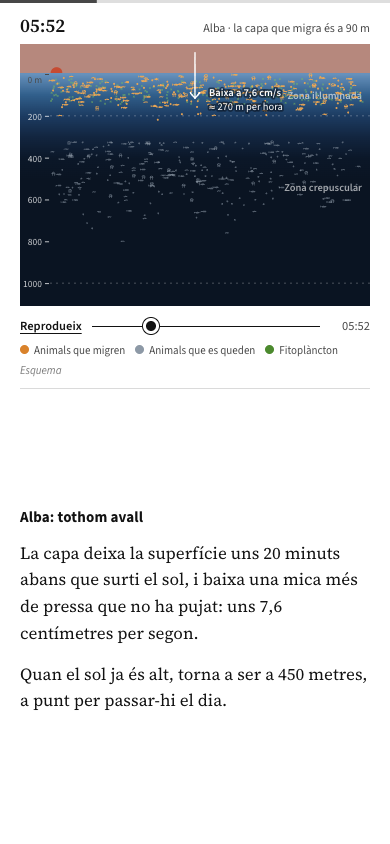 05:52
Alba · la capa que migra és a 90 m
0 m
Baixa a 7,6 cm/s
≈ 270 m per hora
Zona il·luminada
200
400
Zona crepuscular
600
800
1000
Reprodueix
05:52
Animals que migren
Animals que es queden
Fitoplàncton
Esquema
Alba: tothom avall
La capa deixa la superfície uns 20 minuts
abans que surti el sol, i baixa una mica més
de pressa que no ha pujat: uns 7,6
centímetres per segon.
Quan el sol ja és alt, torna a ser a 450 metres,
a punt per passar-hi el dia.